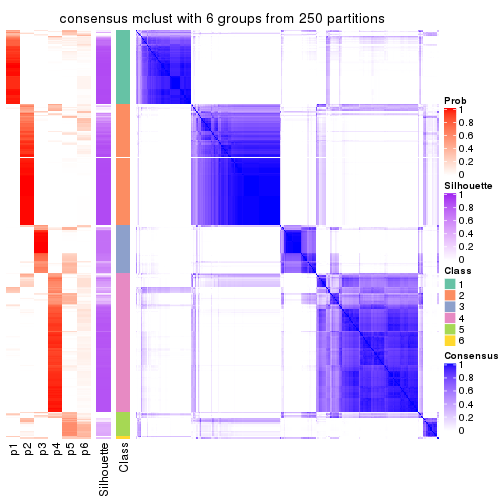 consensus mclust with 6 groups from 250 partitions
Prob
1
0.8
0.6
0.4
0.2
0
Silhouette
1
0.8
0.6
0.4
0.2
0
Class
1
2
3
4
5
6
Consensus
1
0.8
0.6
0.4
0.2
0
p1
p2
p3
p4
p5
p6
Silhouette
Class